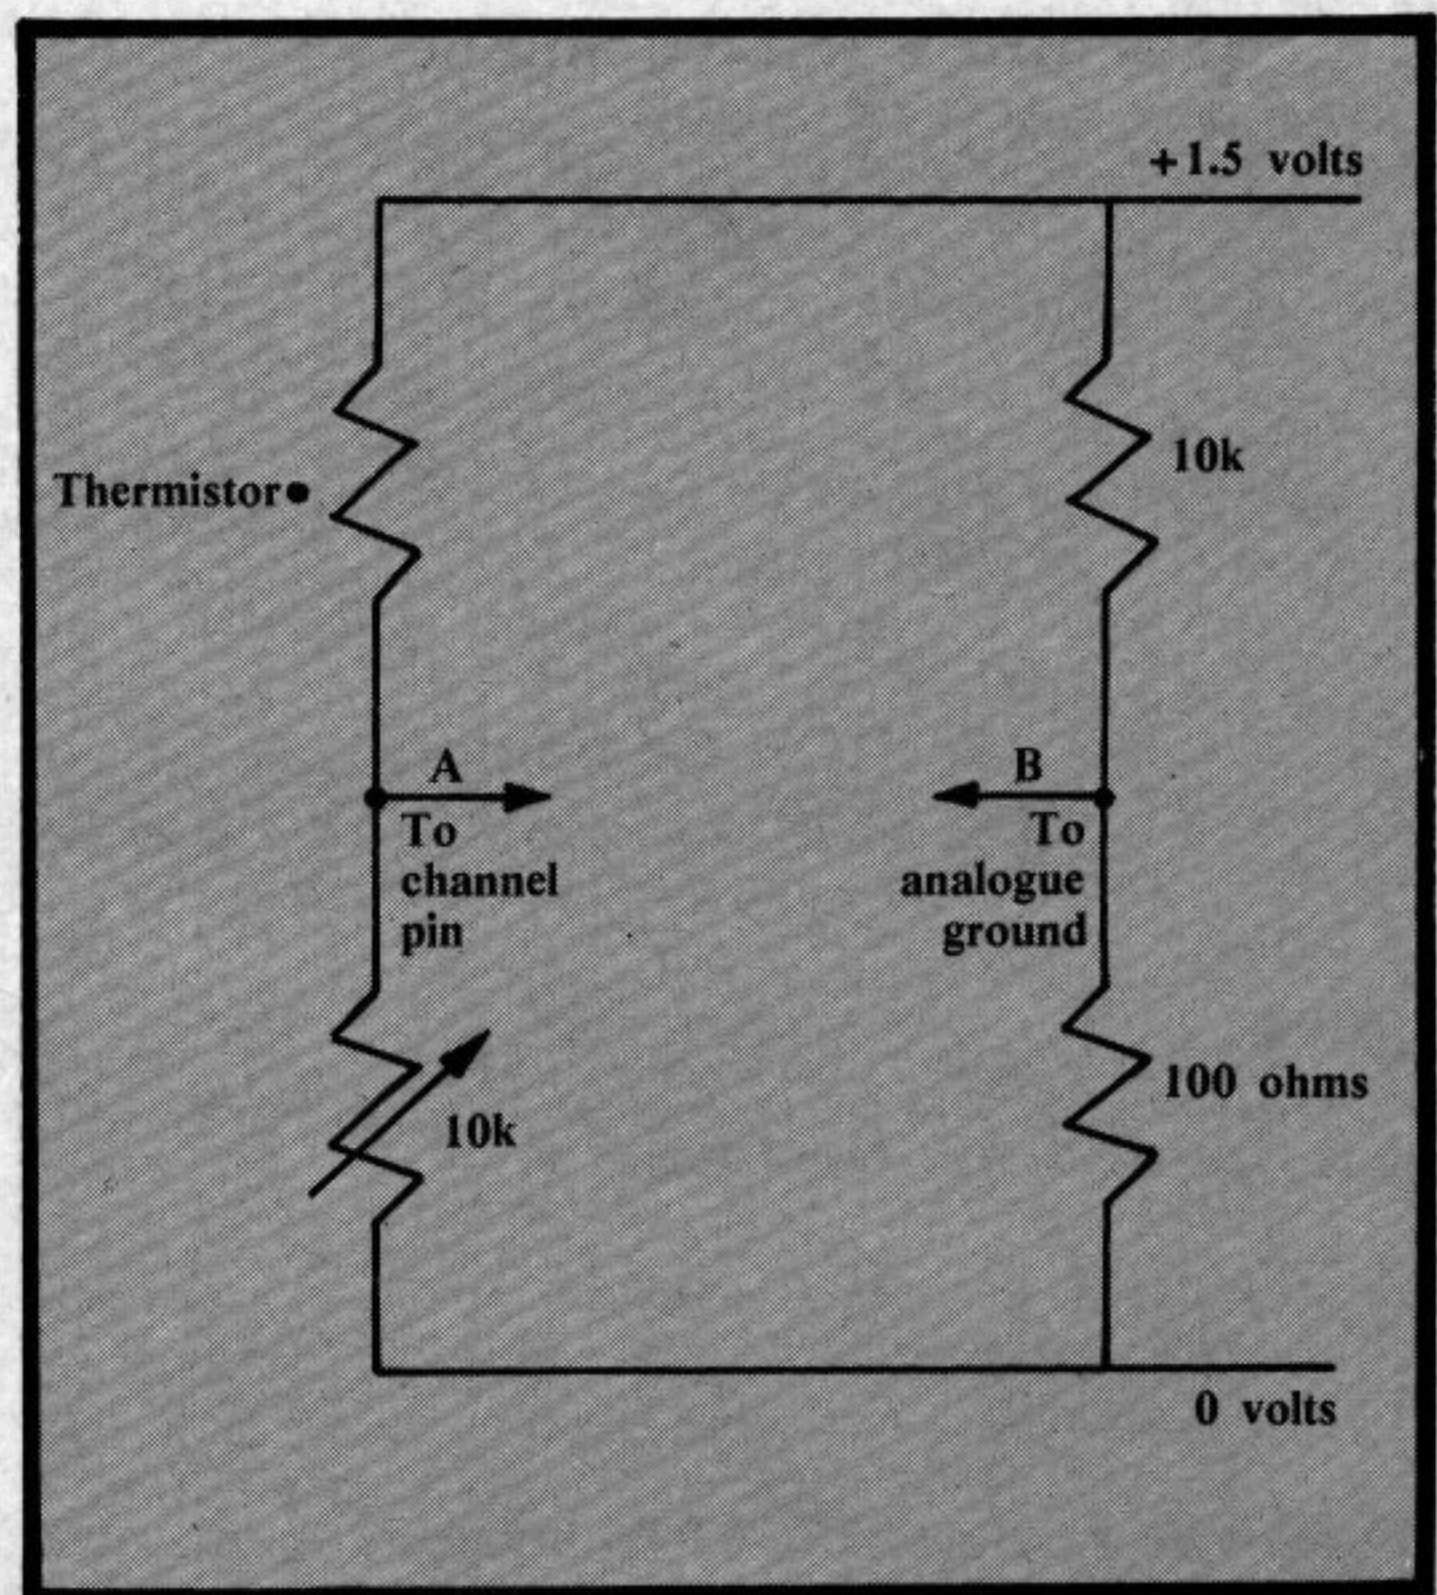 +1.5 volts
10k
Thermistor
A
To
channel
pin
B
To
analogue
ground
10k
100 ohms
0 volts